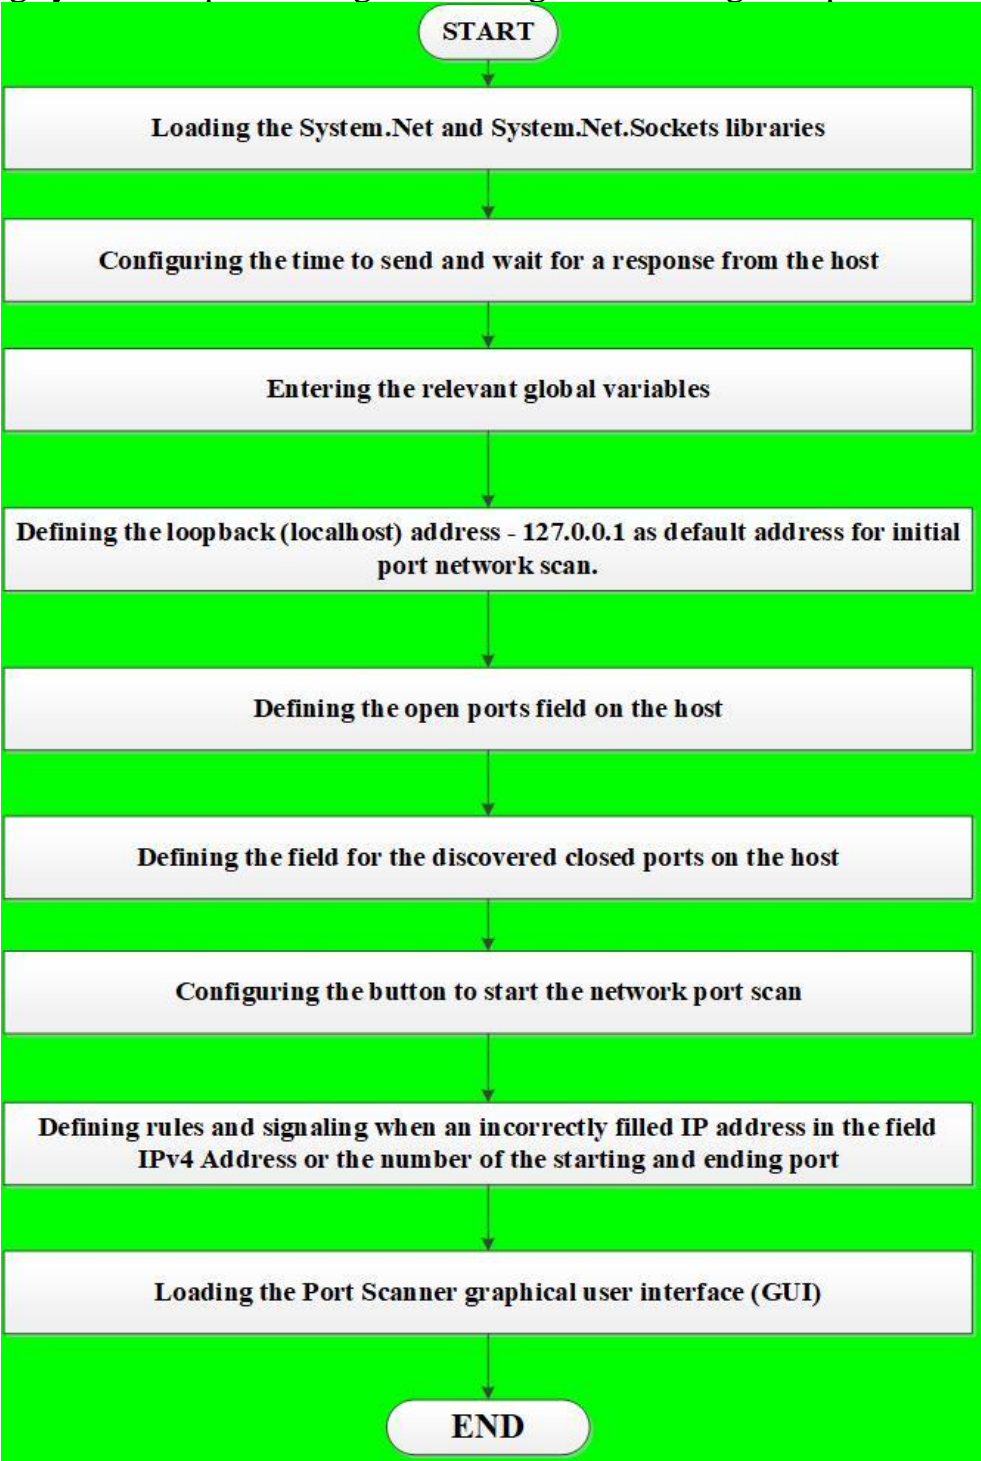 START
Loading the System.Net and System.Net.Sockets libraries
Configuring the time to send and wait for a response from the host
Entering the relevant global variables
Defining the loopback (localhost) address - 127.0.0.1 as default address for initial
port network scan.
Defining the open ports field on the host
Defining the field for the discovered closed ports on the host
Configuring the button to start the network port scan
Defining rules and signaling when an incorrectly filled IP address in the field
IPv4 Address or the number of the starting and ending port
Loading the Port Scanner graphical user interface (GUI)
END